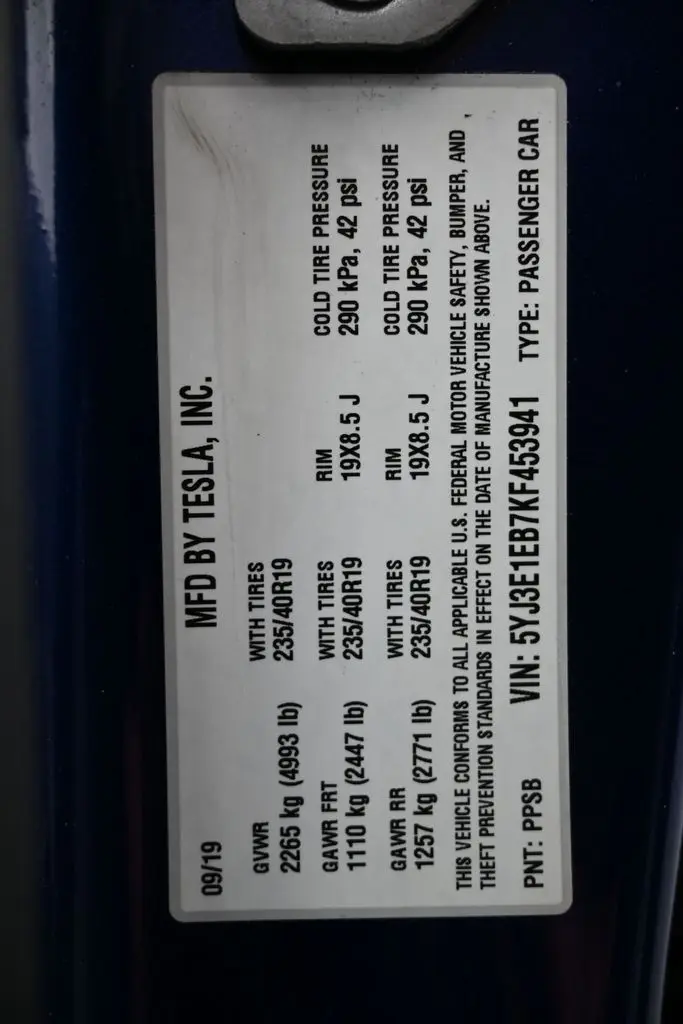 MFD BY TESLA, INC.
09/19
GVWR WITH TIRES
2265 kg (4993 lb) 235/40R19
GAWR FRT WITH TIRES RIM COLD TIRE PRESSURE
1110 kg (2447 lb) 235/40R19 19X8.5 J 290 kPa, 42 psi
GAWR RR WITH TIRES RIM COLD TIRE PRESSURE
1257 kg (2771 lb) 235/40R19 19X8.5 J 290 kPa, 42 psi
THIS VEHICLE CONFORMS TO ALL APPLICABLE U.S. FEDERAL MOTOR VEHICLE SAFETY, BUMPER, AND
THEFT PREVENTION STANDARDS IN EFFECT ON THE DATE OF MANUFACTURE SHOWN ABOVE.
PNT: PPSB VIN: 5YJ3E1EB7KF453941 TYPE: PASSENGER CAR